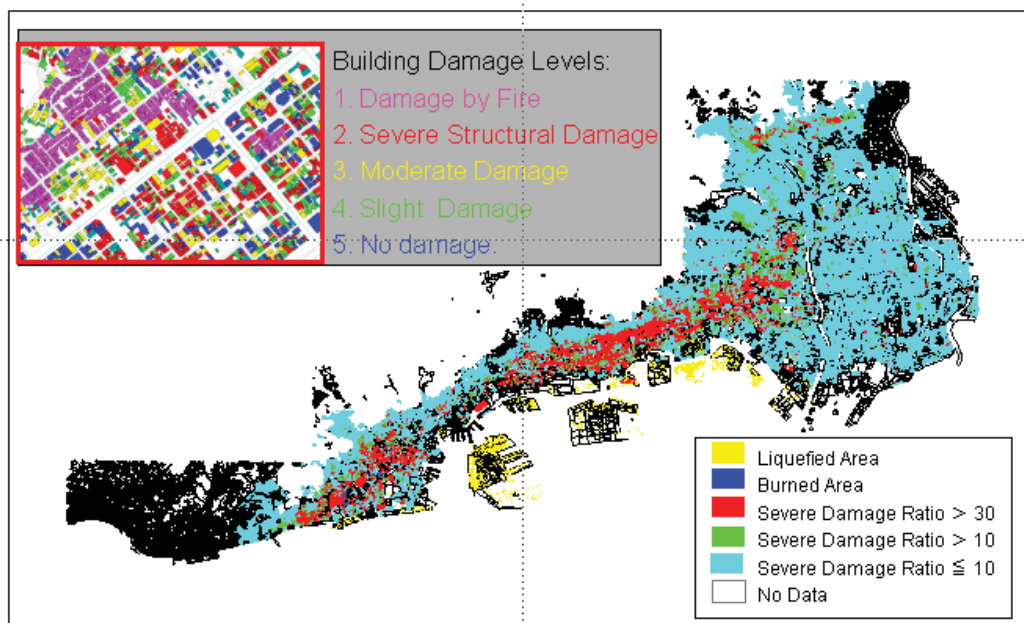 Building Damage Levels:
1. Damage by Fire
2. Severe Structural Damage
3. Moderate Damage
4. Slight Damage
5. No damage.
Liquefied Area
Burned Area
Severe Damage Ratio > 30
Severe Damage Ratio > 10
Severe Damage Ratio ≦ 10
No Data